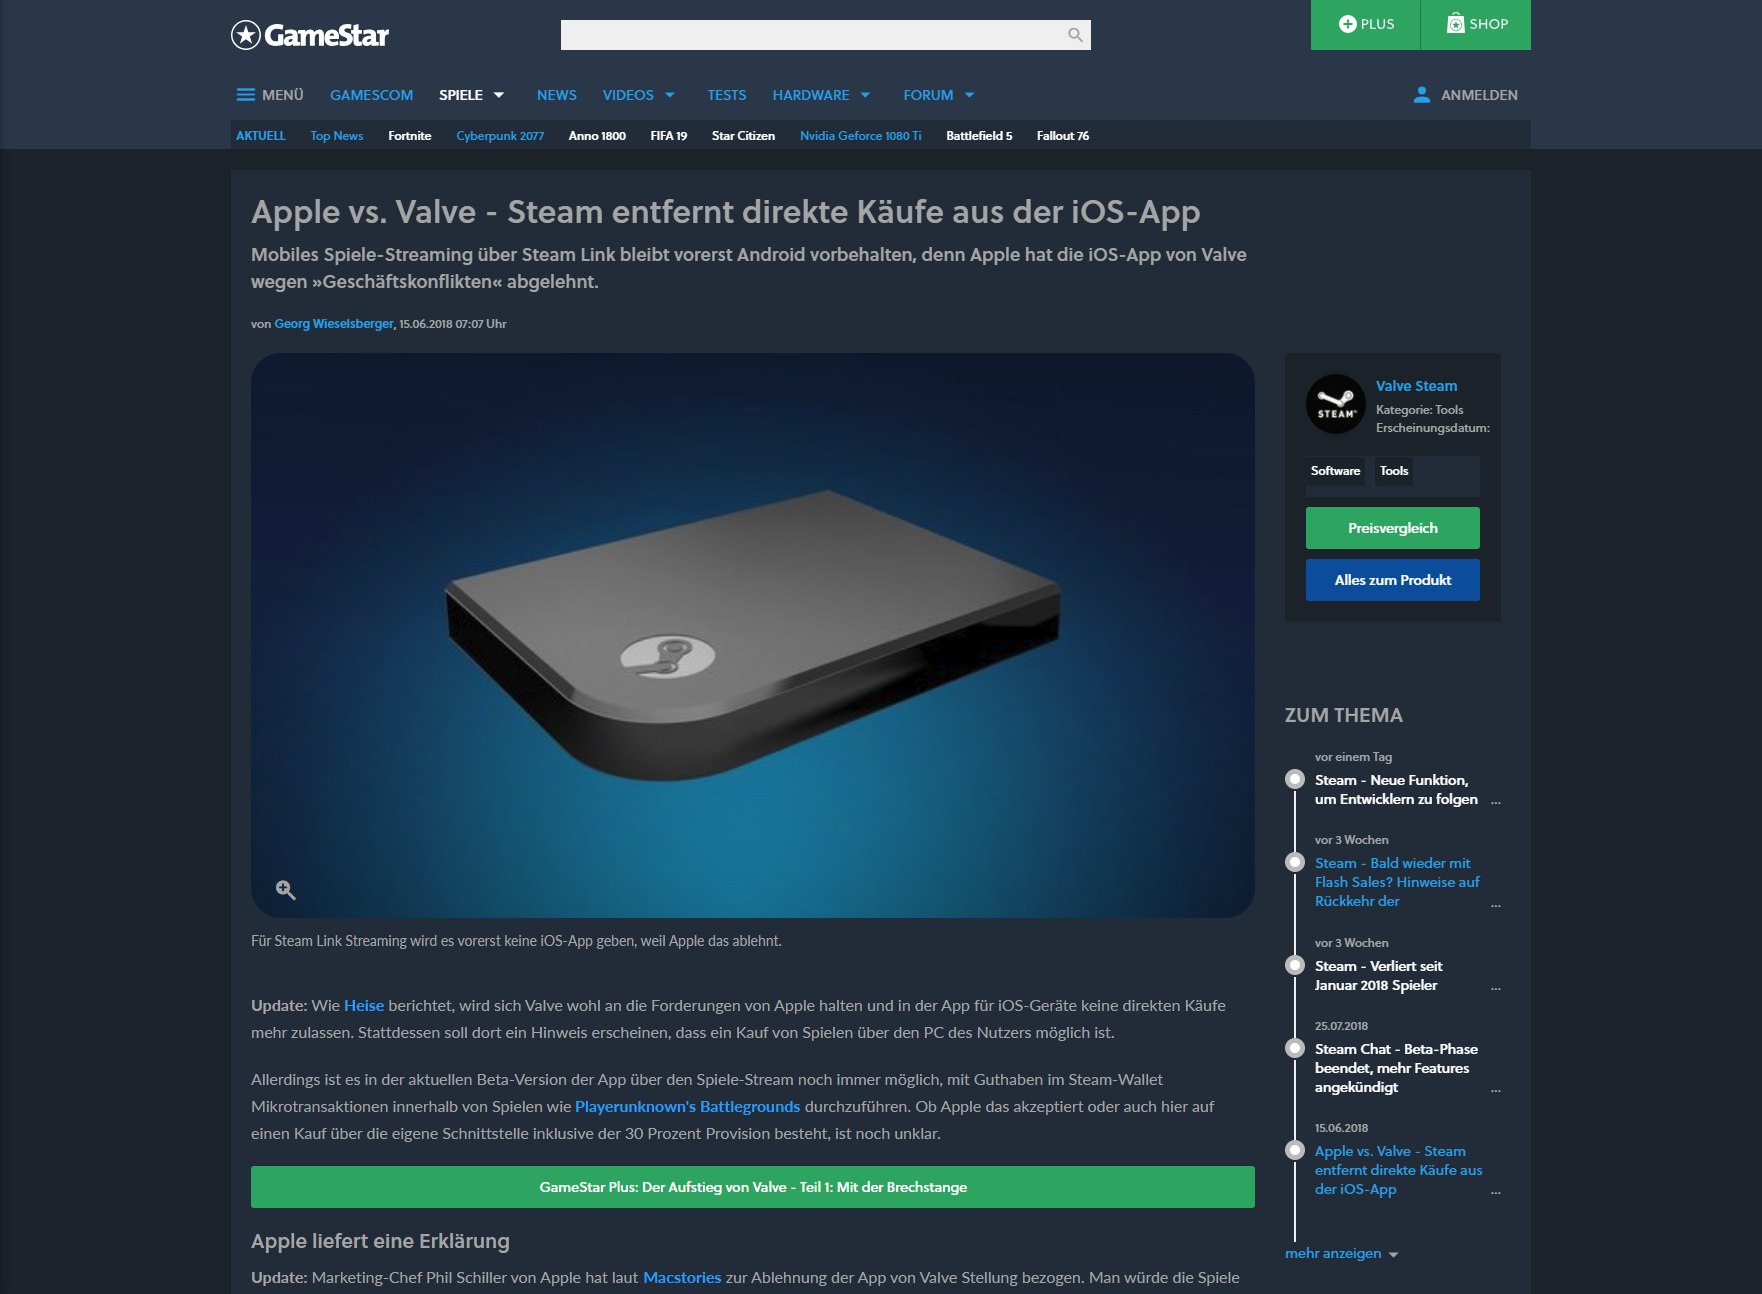 GameStar
PLUS
SHOP
MENÜ
GAMESCOM
SPIELE
NEWS
VIDEOS
TESTS
HARDWARE
FORUM
ANMELDEN
AKTUELL
Top News
Fortnite
Cyberpunk 2077
Anno 1800
FIFA 19
Star Citizen
Nvidia Geforce 1080 Ti
Battlefield 5
Fallout 76
Apple vs. Valve - Steam entfernt direkte Käufe aus der iOS-App
Mobiles Spiele-Streaming über Steam Link bleibt vorerst Android vorbehalten, denn Apple hat die iOS-App von Valve
wegen »Geschäftskonflikten« abgelehnt.
von Georg Wieselsberger, 15.06.2018 07:07 Uhr
Für Steam Link Streaming wird es vorerst keine iOS-App geben, weil Apple das ablehnt.
Update: Wie Heise berichtet, wird sich Valve wohl an die Forderungen von Apple halten und in der App für iOS-Geräte keine direkten Käufe
mehr zulassen. Stattdessen soll dort ein Hinweis erscheinen, dass ein Kauf von Spielen über den PC des Nutzers möglich ist.
Allerdings ist es in der aktuellen Beta-Version der App über den Spiele-Stream noch immer möglich, mit Guthaben im Steam-Wallet
Mikrotransaktionen innerhalb von Spielen wie Playerunknown's Battlegrounds durchzuführen. Ob Apple das akzeptiert oder auch hier auf
einen Kauf über die eigene Schnittstelle inklusive der 30 Prozent Provision besteht, ist noch unklar.
GameStar Plus: Der Aufstieg von Valve - Teil 1: Mit der Brechstange
Apple liefert eine Erklärung
Update: Marketing-Chef Phil Schiller von Apple hat laut Macstories zur Ablehnung der App von Valve Stellung bezogen. Man würde die Spiele
STEAM™
Valve Steam
Kategorie: Tools
Erscheinungsdatum:
Software
Tools
Preisvergleich
Alles zum Produkt
ZUM THEMA
vor einem Tag
Steam - Neue Funktion,
um Entwicklern zu folgen ...
vor 3 Wochen
Steam - Bald wieder mit
Flash Sales? Hinweise auf
Rückkehr der ...
vor 3 Wochen
Steam - Verliert seit
Januar 2018 Spieler ...
25.07.2018
Steam Chat - Beta-Phase
beendet, mehr Features
angekündigt ...
15.06.2018
Apple vs. Valve - Steam
entfernt direkte Käufe aus
der iOS-App ...
mehr anzeigen